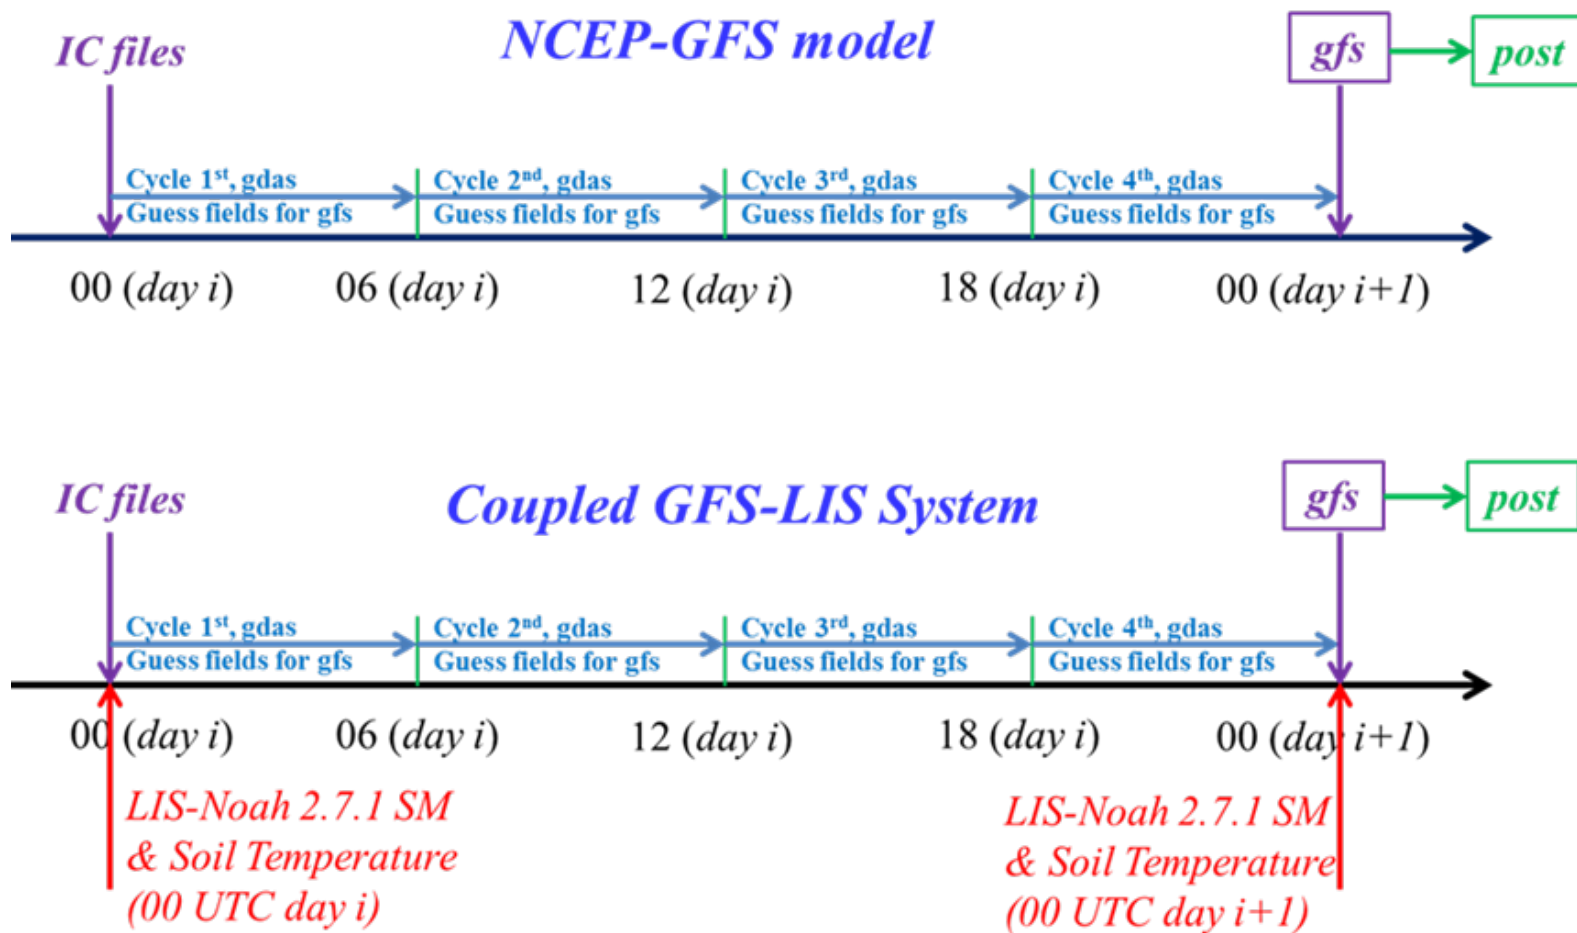 NCEP-GFS model
IC files
gfs
post
Cycle 1st, gdas
Guess fields for gfs
Cycle 2nd, gdas
Guess fields for gfs
Cycle 3rd, gdas
Guess fields for gfs
Cycle 4th, gdas
Guess fields for gfs
00 (day i)
06 (day i)
12 (day i)
18 (day i)
00 (day i+1)
Coupled GFS-LIS System
IC files
gfs
post
Cycle 1st, gdas
Guess fields for gfs
Cycle 2nd, gdas
Guess fields for gfs
Cycle 3rd, gdas
Guess fields for gfs
Cycle 4th, gdas
Guess fields for gfs
00 (day i)
06 (day i)
12 (day i)
18 (day i)
00 (day i+1)
LIS-Noah 2.7.1 SM
& Soil Temperature
(00 UTC day i)
LIS-Noah 2.7.1 SM
& Soil Temperature
(00 UTC day i+1)